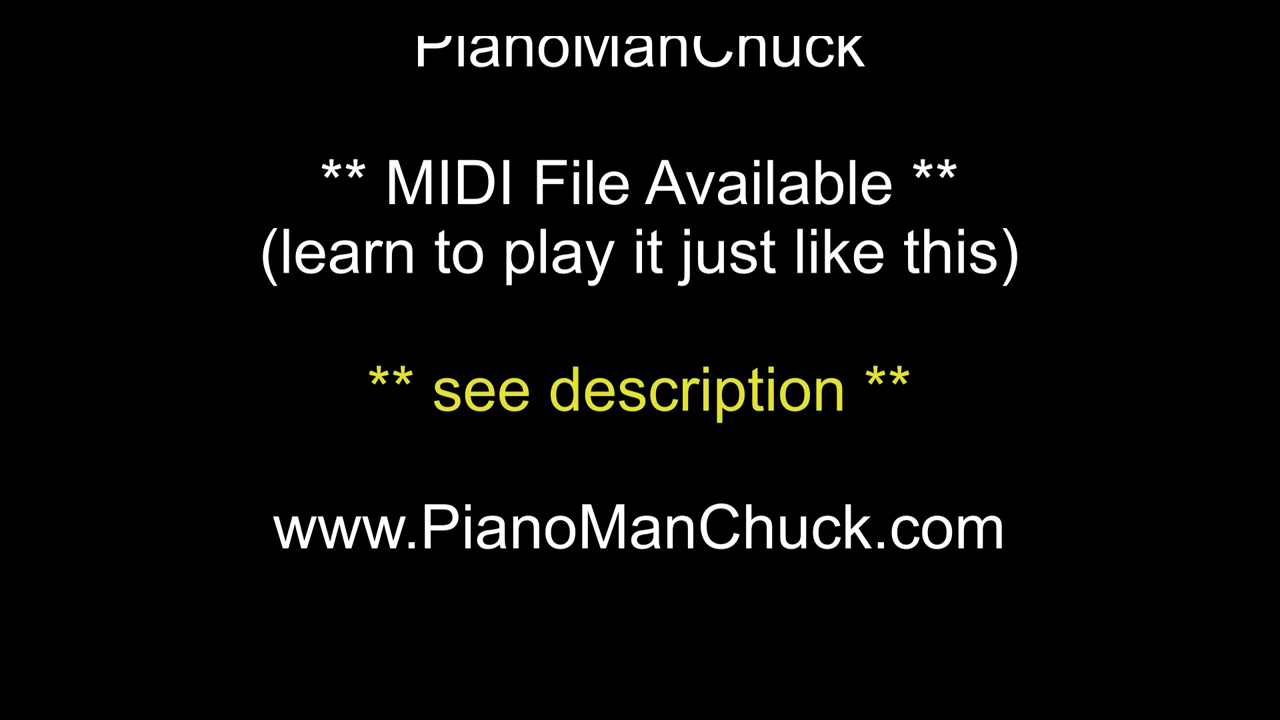 PianoManChuck
** MIDI File Available **
(learn to play it just like this)
** see description **
www.PianoManChuck.com